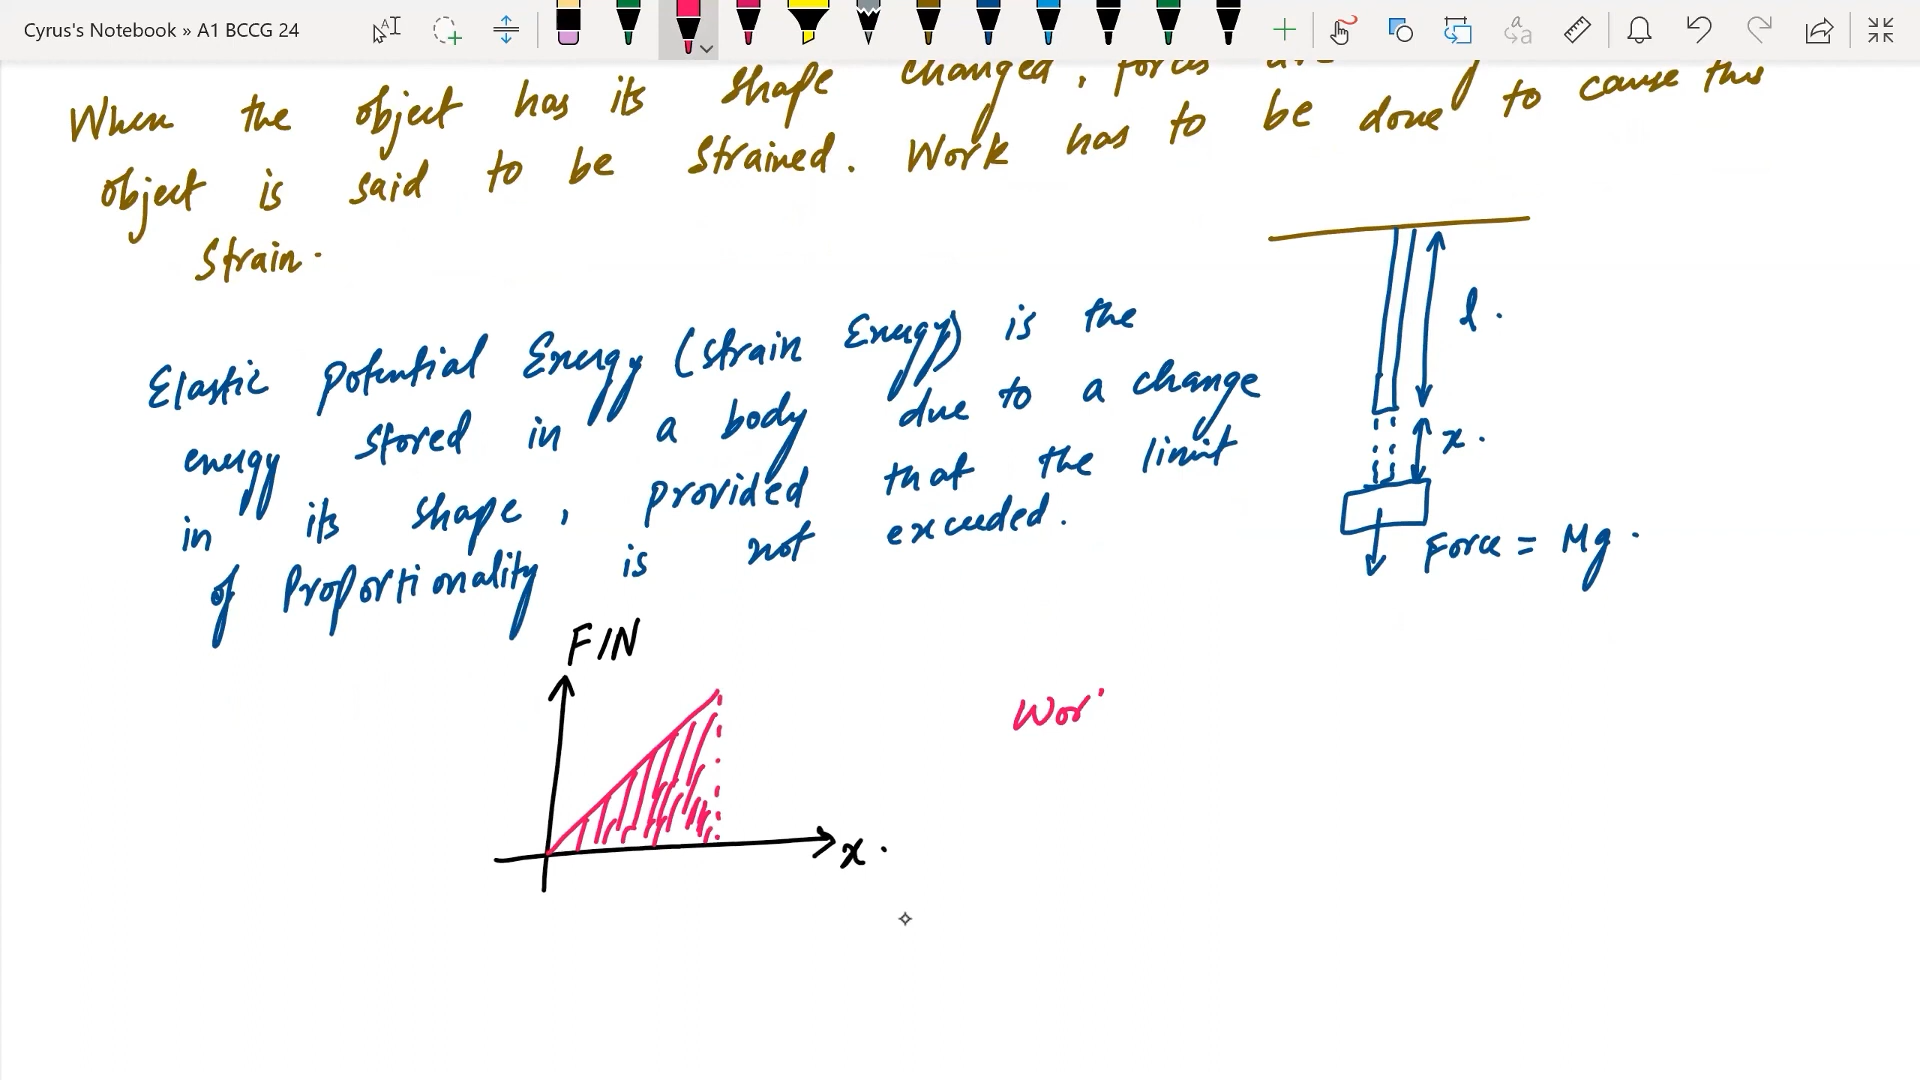 Cyrus's Notebook » A1 BCCG 24
When the object has its shape changed, forces are
object is said to be strained. Work has to be done to cause this
strain.
Elastic Potential Energy (strain Energy) is the
energy stored in a body due to a change
in its shape, provided that the limit
of Proportionality is not exceeded.
l.
x.
Force = Mg.
F/N
x.
Wor